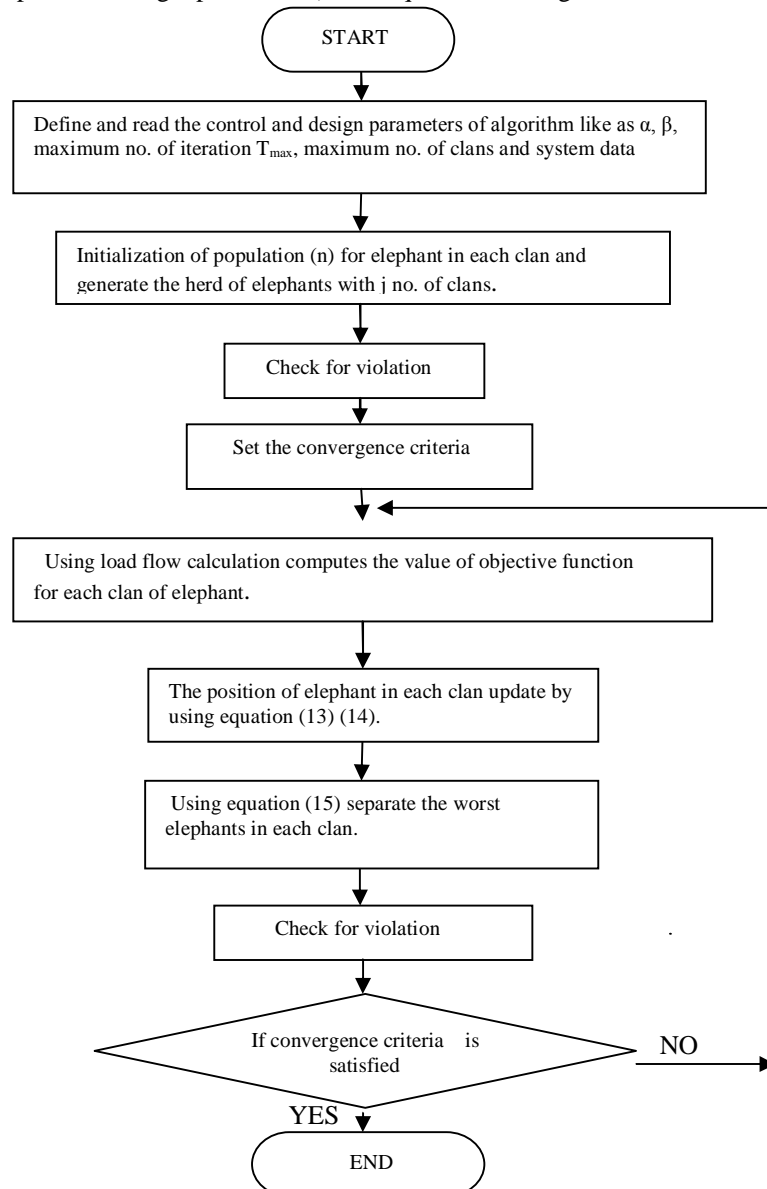 START
Define and read the control and design parameters of algorithm like as α, β,
maximum no. of iteration Tmax, maximum no. of clans and system data
Initialization of population (n) for elephant in each clan and
generate the herd of elephants with j no. of clans.
Check for violation
Set the convergence criteria
Using load flow calculation computes the value of objective function
for each clan of elephant.
The position of elephant in each clan update by
using equation (13) (14).
Using equation (15) separate the worst
elephants in each clan.
Check for violation
.
If convergence criteria is
satisfied
NO
YES
END